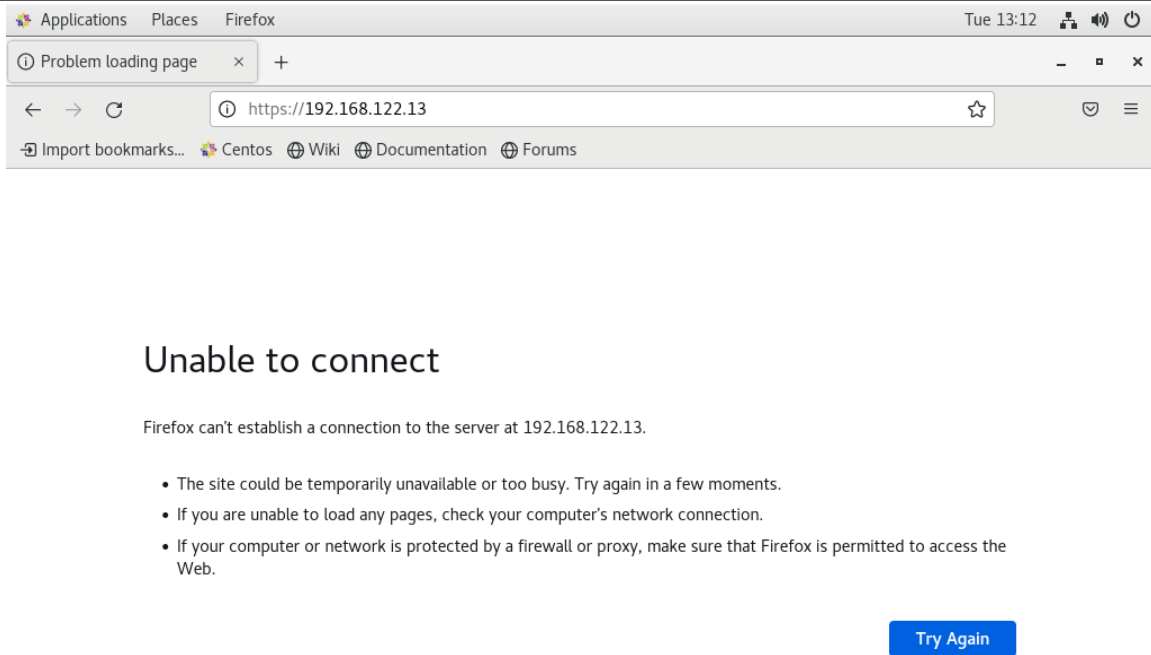 Applications Places Firefox Tue 13:12
Problem loading page
https://192.168.122.13
Import bookmarks... Centos Wiki Documentation Forums
Unable to connect
Firefox can’t establish a connection to the server at 192.168.122.13.
• The site could be temporarily unavailable or too busy. Try again in a few moments.
• If you are unable to load any pages, check your computer’s network connection.
• If your computer or network is protected by a firewall or proxy, make sure that Firefox is permitted to access the
Web.
Try Again